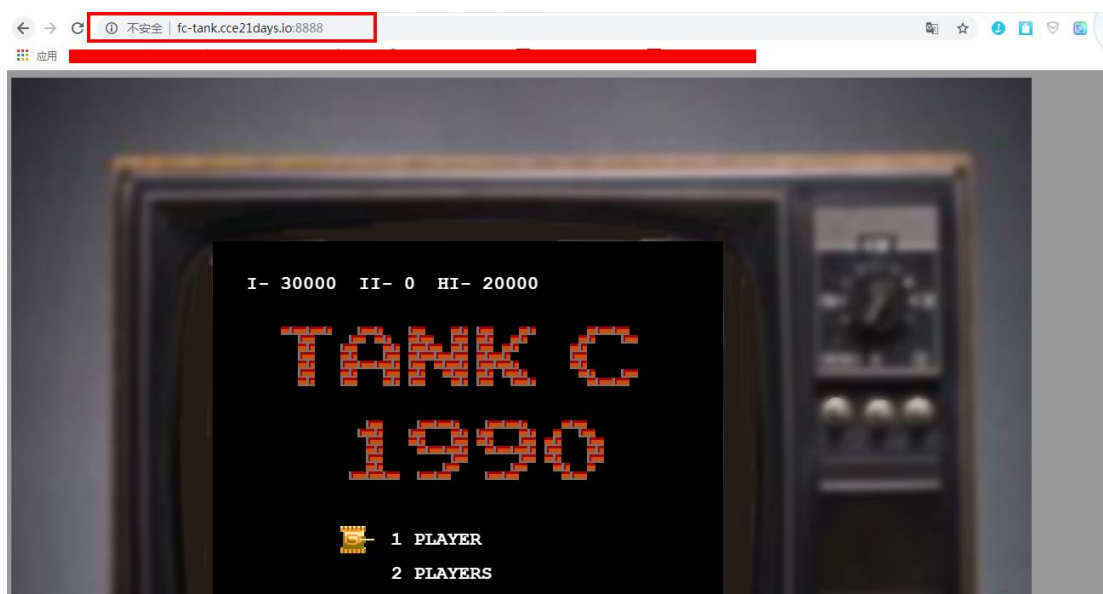 不安全 | fc-tank.cce21days.io:8888
应用
I- 30000 II- 0 HI- 20000
TANK C
1990
1 PLAYER
2 PLAYERS